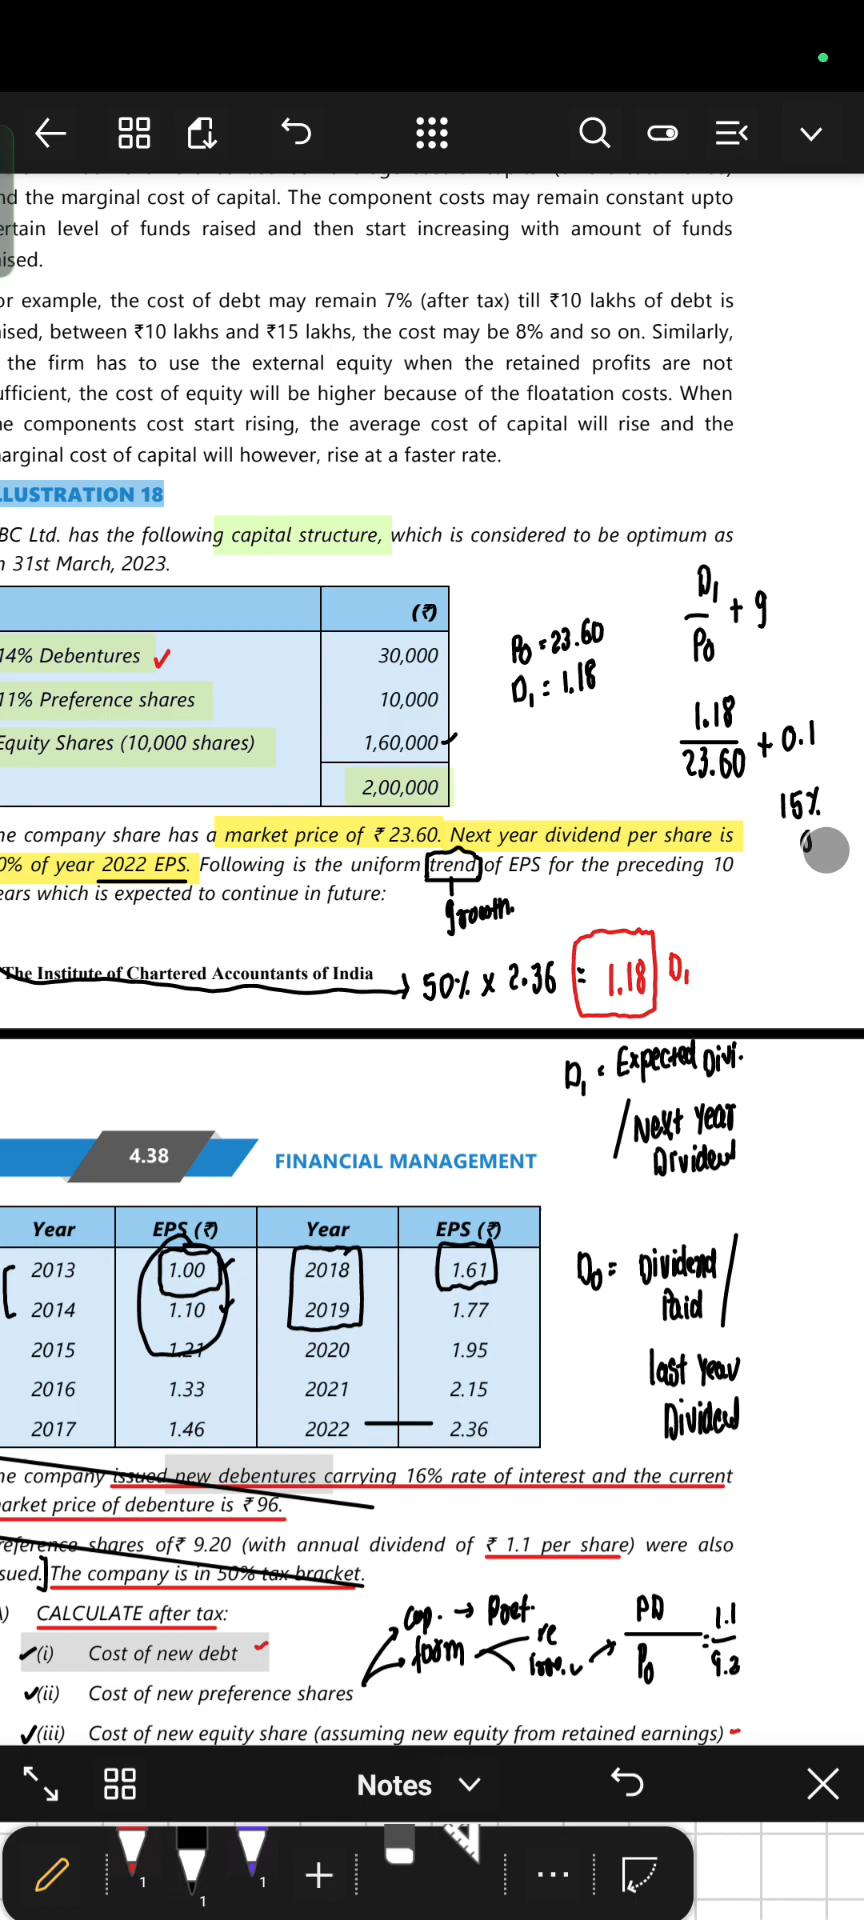 nd the marginal cost of capital. The component costs may remain constant upto
ertain level of funds raised and then start increasing with amount of funds
ised.
or example, the cost of debt may remain 7% (after tax) till ₹10 lakhs of debt is
ised, between ₹10 lakhs and ₹15 lakhs, the cost may be 8% and so on. Similarly,
the firm has to use the external equity when the retained profits are not
ufficient, the cost of equity will be higher because of the floatation costs. When
e components cost start rising, the average cost of capital will rise and the
arginal cost of capital will however, rise at a faster rate.
LLUSTRATION 18
BC Ltd. has the following capital structure, which is considered to be optimum as
n 31st March, 2023.
(₹)
14% Debentures 30,000
11% Preference shares 10,000
Equity Shares (10,000 shares) 1,60,000
2,00,000
P0 = 23.60
D1 = 1.18
D1/P0 + g
1.18/23.60 + 0.1
15%
he company share has a market price of ₹ 23.60. Next year dividend per share is
0% of year 2022 EPS. Following is the uniform trend of EPS for the preceding 10
ears which is expected to continue in future:
growth.
The Institute of Chartered Accountants of India
50% x 2.36 = 1.18 D1
D1 = Expected Divi.
/ Next Year
Dividend
4.38 FINANCIAL MANAGEMENT
Year EPS (₹) Year EPS (₹)
2013 1.00 2018 1.61
2014 1.10 2019 1.77
2015 1.21 2020 1.95
2016 1.33 2021 2.15
2017 1.46 2022 2.36
D0 = Dividend /
Paid
last Year
Dividend
he company issued new debentures carrying 16% rate of interest and the current
arket price of debenture is ₹ 96.
reference shares of₹ 9.20 (with annual dividend of ₹ 1.1 per share) were also
sued. The company is in 50% tax bracket.
) CALCULATE after tax:
(i) Cost of new debt
(ii) Cost of new preference shares
(iii) Cost of new equity share (assuming new equity from retained earnings)
Cap. → Pref.
form
re
PD/P0 = 1.1/9.2
Notes
1
1
1